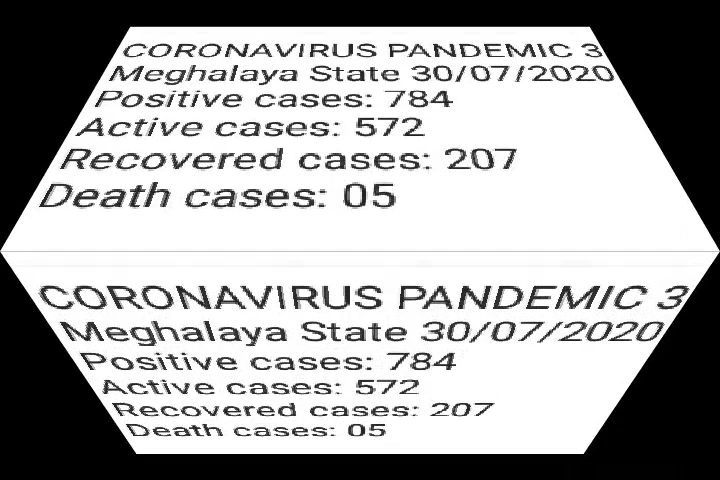 CORONAVIRUS PANDEMIC 3
Meghalaya State 30/07/2020
Positive cases: 784
Active cases: 572
Recovered cases: 207
Death cases: 05
CORONAVIRUS PANDEMIC 3
Meghalaya State 30/07/2020
Positive cases: 784
Active cases: 572
Recovered cases: 207
Death cases: 05